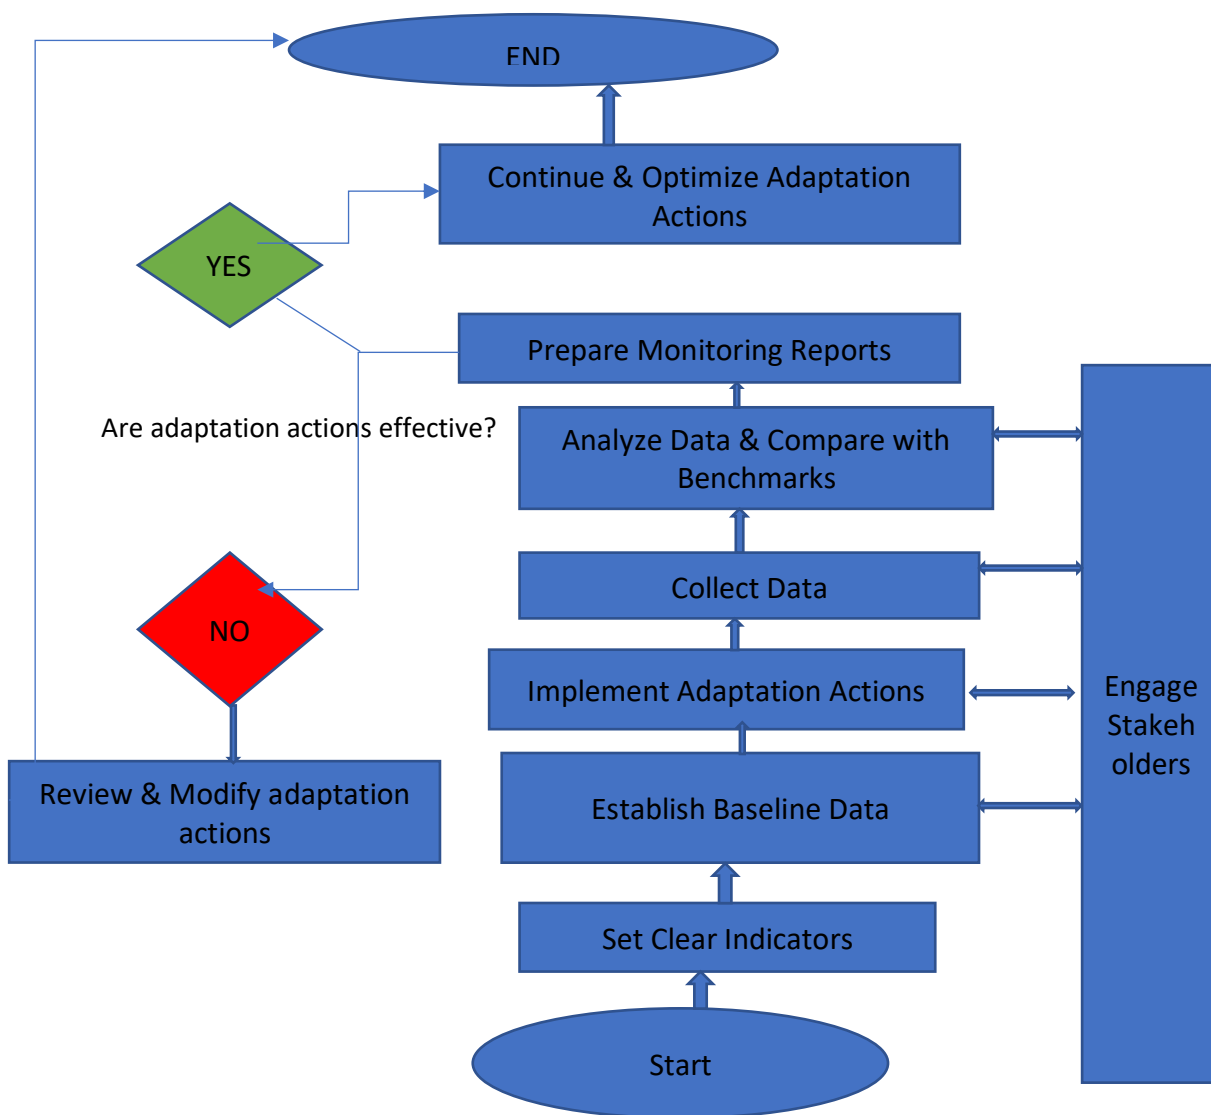 END
Continue & Optimize Adaptation
Actions
YES
Prepare Monitoring Reports
Are adaptation actions effective?
Analyze Data & Compare with
Benchmarks
Collect Data
NO
Implement Adaptation Actions
Engage
Stakeh
olders
Review & Modify adaptation
actions
Establish Baseline Data
Set Clear Indicators
Start